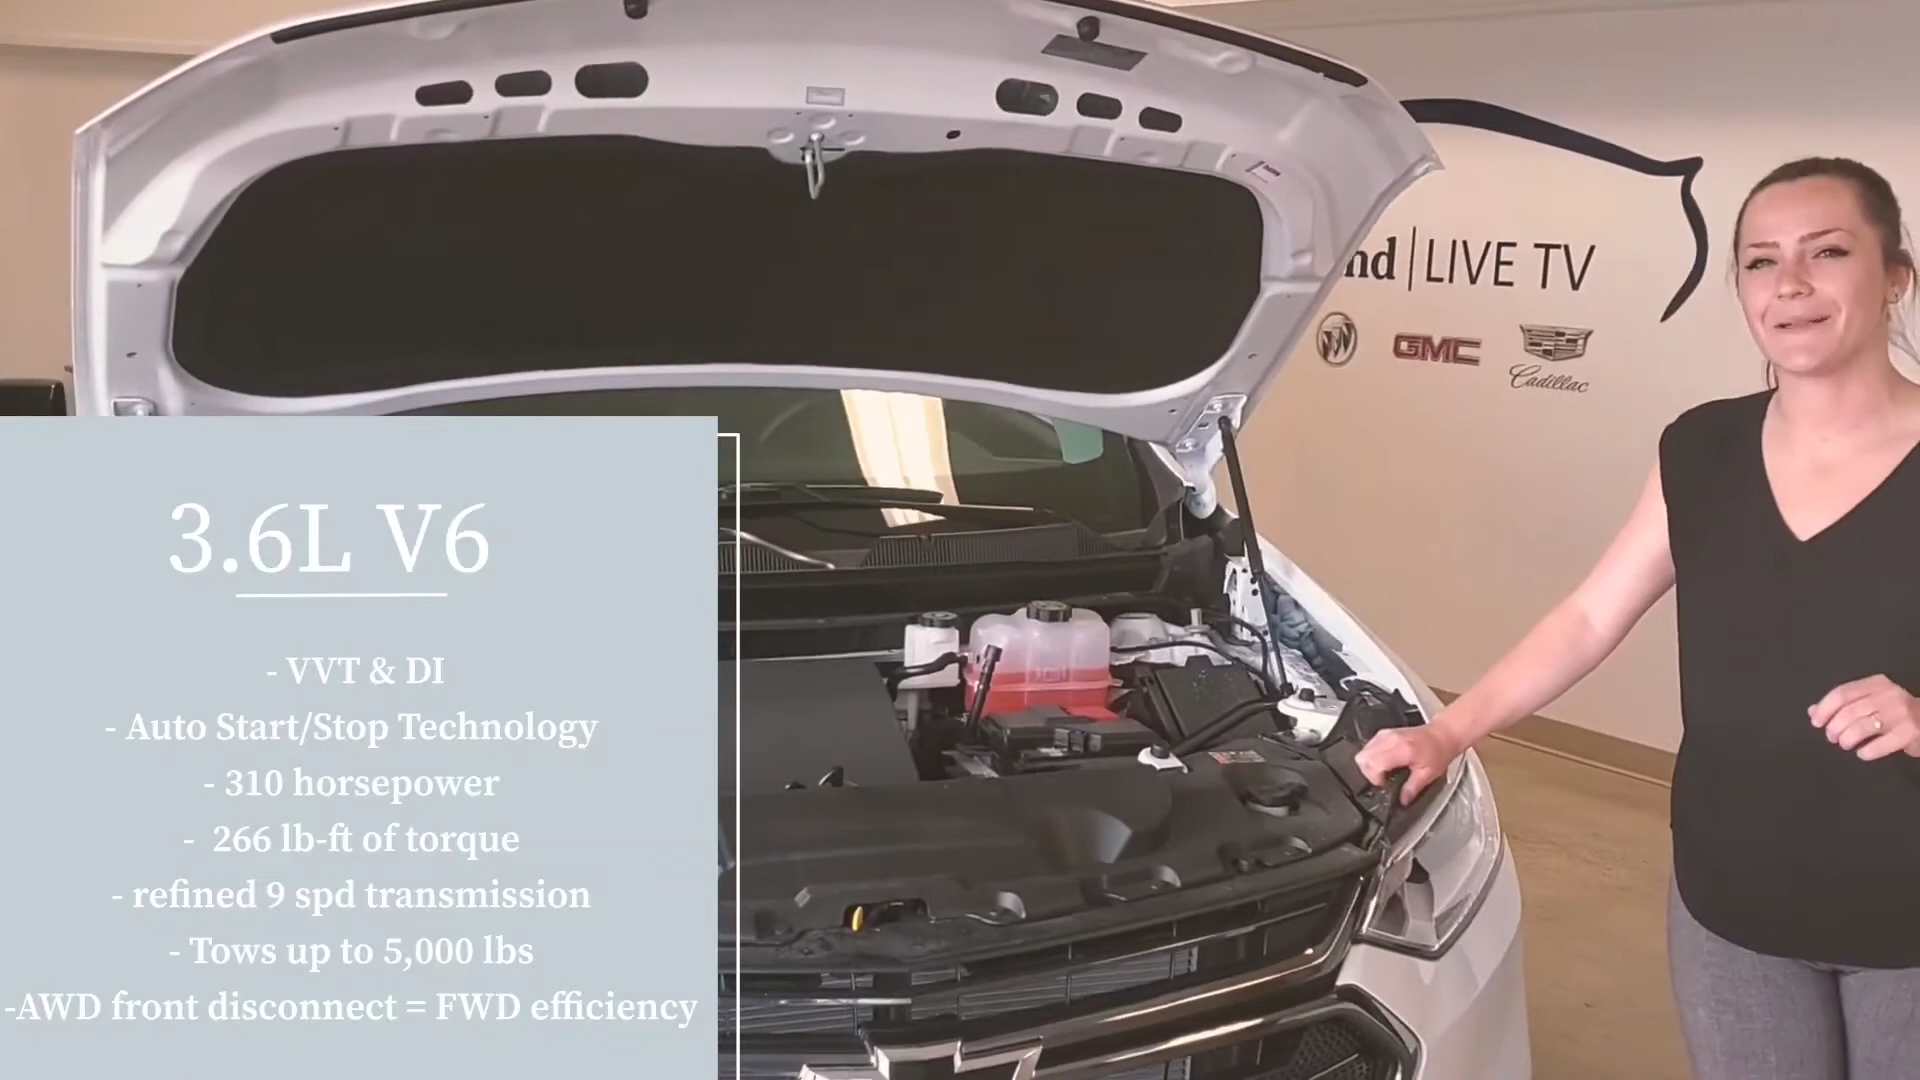 nd | LIVE TV
GMC
Cadillac
3.6L V6
- VVT & DI
- Auto Start/Stop Technology
- 310 horsepower
- 266 lb-ft of torque
- refined 9 spd transmission
- Tows up to 5,000 lbs
-AWD front disconnect = FWD efficiency